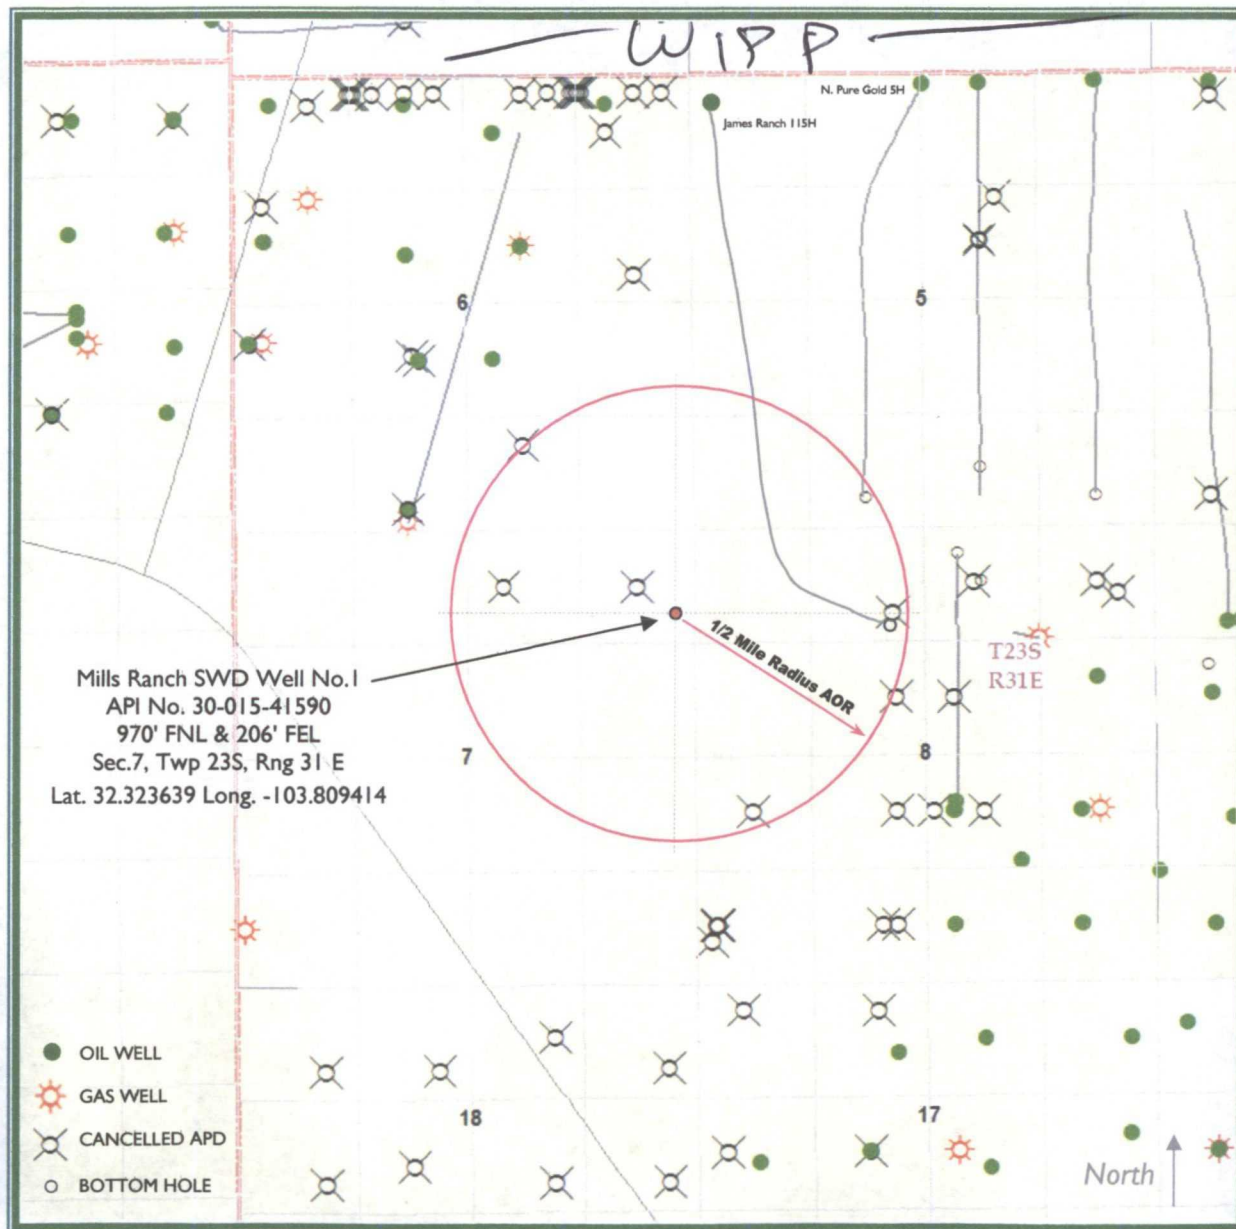 WIPP
N. Pure Gold 5H
James Ranch 115H
6
5
1/2 Mile Radius AOR
T23S
R31E
Mills Ranch SWD Well No.1
API No. 30-015-41590
970' FNL & 206' FEL
Sec.7, Twp 23S, Rng 31 E
Lat. 32.323639 Long. -103.809414
7
8
OIL WELL
GAS WELL
CANCELLED APD
BOTTOM HOLE
18
17
North